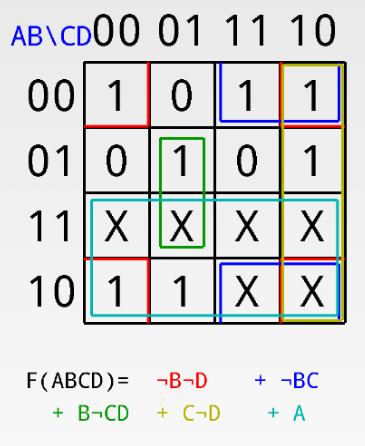 AB\CD 00 01 11 10
00 1 0 1 1
01 0 1 0 1
11 X X X X
10 1 1 X X
F(ABCD)= ¬B¬D + ¬BC
+ B¬CD + C¬D + A